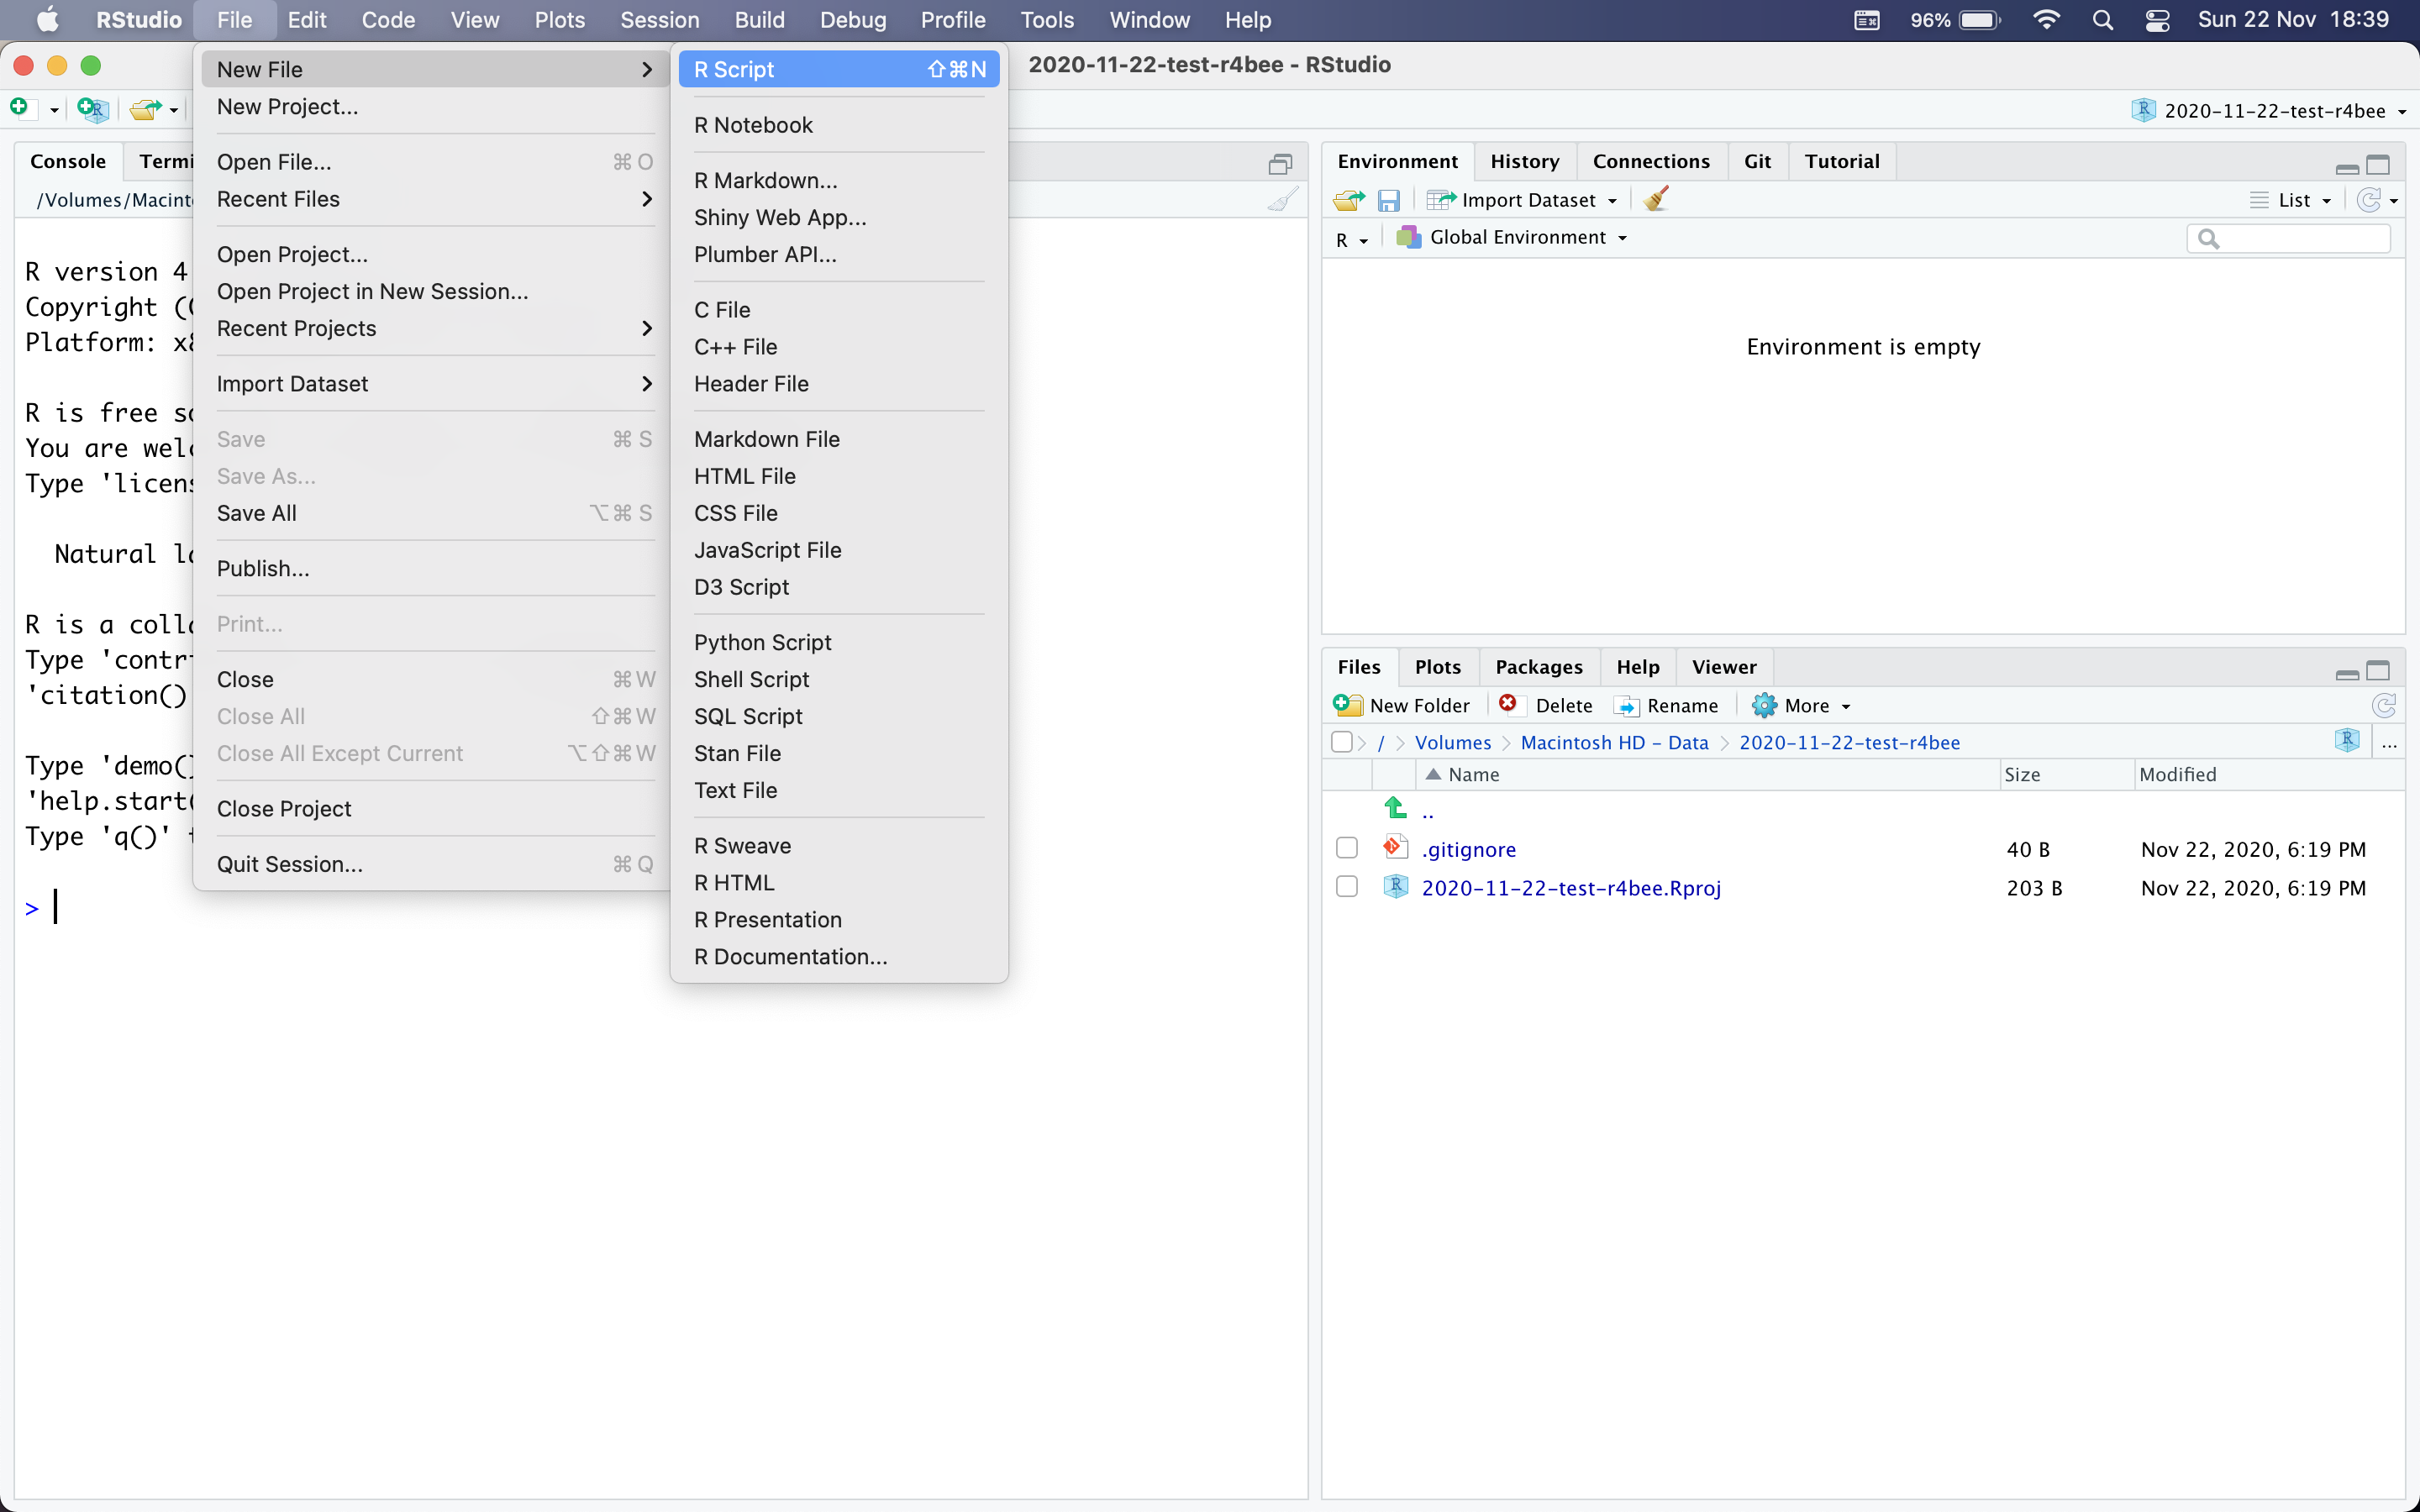 RStudio File Edit Code View Plots Session Build Debug Profile Tools Window Help 96% Sun 22 Nov 18:39
2020-11-22-test-r4bee - RStudio
2020-11-22-test-r4bee
New File
New Project...
Open File... ⌘ O
Recent Files
Open Project...
Open Project in New Session...
Recent Projects
Import Dataset
Save ⌘ S
Save As...
Save All ⌥⌘ S
Publish...
Print...
Close ⌘W
Close All ⇧⌘W
Close All Except Current ⌥⇧⌘W
Close Project
Quit Session... ⌘Q
R Script ⇧⌘N
R Notebook
R Markdown...
Shiny Web App...
Plumber API...
C File
C++ File
Header File
Markdown File
HTML File
CSS File
JavaScript File
D3 Script
Python Script
Shell Script
SQL Script
Stan File
Text File
R Sweave
R HTML
R Presentation
R Documentation...
Console Termi
/Volumes/Macint
R version 4
Copyright (
Platform: x
R is free s
You are wel
Type 'licens
Natural l
R is a coll
Type 'contr
'citation()
Type 'demo()
'help.start(
Type 'q()'
>
Environment History Connections Git Tutorial
Import Dataset List
R Global Environment
Environment is empty
Files Plots Packages Help Viewer
New Folder Delete Rename More
/ Volumes Macintosh HD - Data 2020-11-22-test-r4bee ...
Name Size Modified
..
.gitignore 40 B Nov 22, 2020, 6:19 PM
2020-11-22-test-r4bee.Rproj 203 B Nov 22, 2020, 6:19 PM